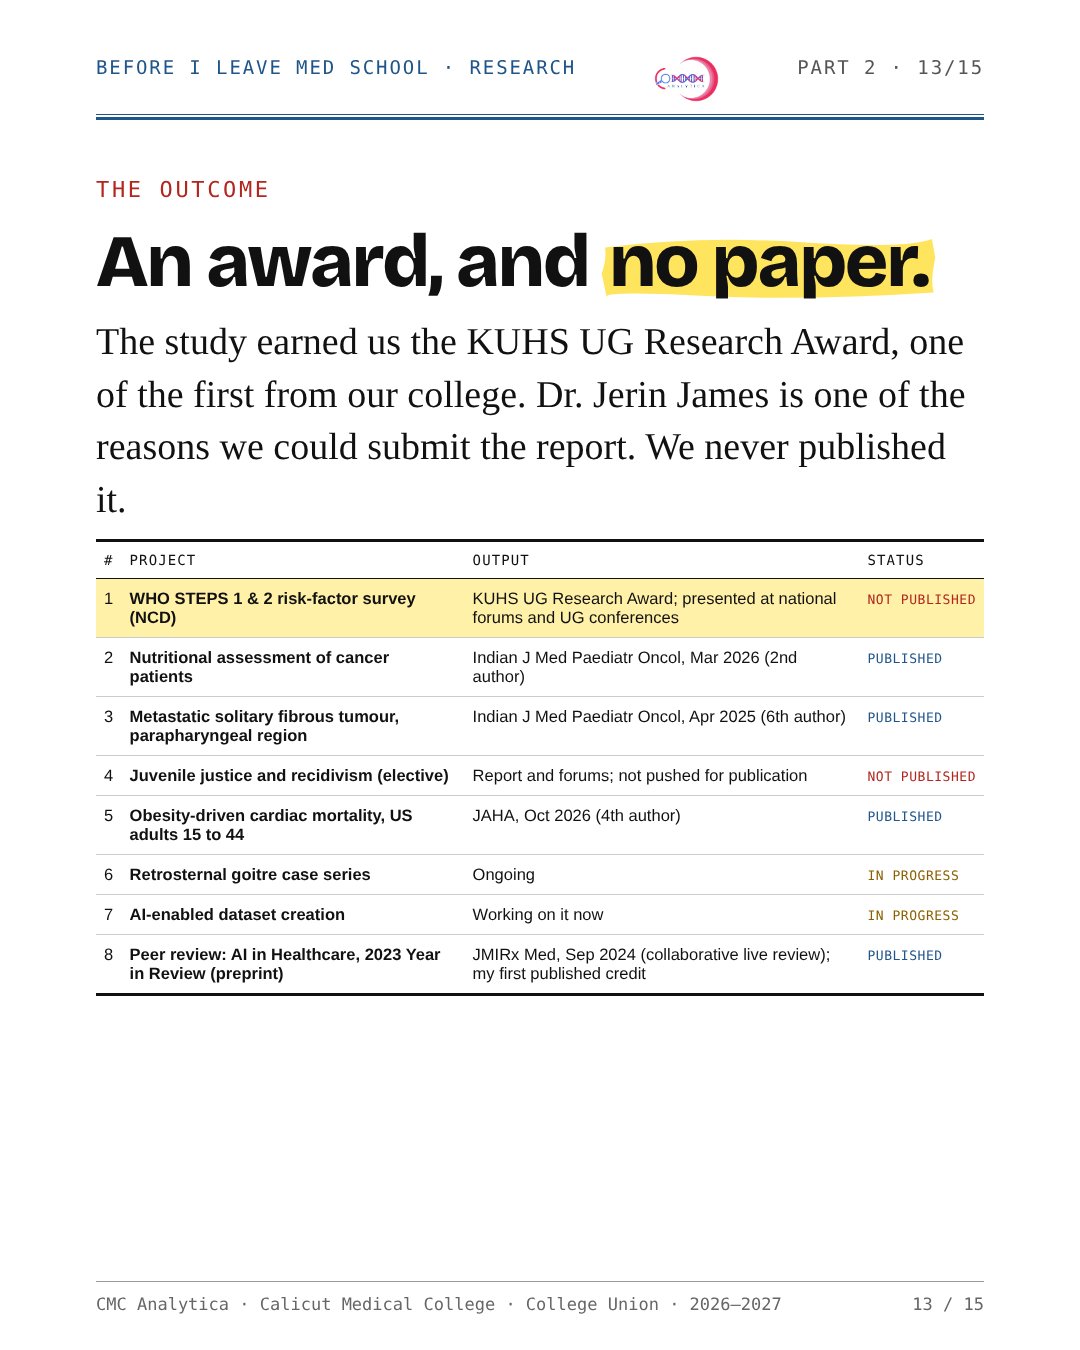 BEFORE I LEAVE MED SCHOOL · RESEARCH
ANALYTICA
PART 2 · 13/15
THE OUTCOME
An award, and no paper.
The study earned us the KUHS UG Research Award, one
of the first from our college. Dr. Jerin James is one of the
reasons we could submit the report. We never published
it.
# PROJECT OUTPUT STATUS
1 WHO STEPS 1 & 2 risk-factor survey KUHS UG Research Award; presented at national NOT PUBLISHED
(NCD) forums and UG conferences
2 Nutritional assessment of cancer Indian J Med Paediatr Oncol, Mar 2026 (2nd PUBLISHED
patients author)
3 Metastatic solitary fibrous tumour, Indian J Med Paediatr Oncol, Apr 2025 (6th author) PUBLISHED
parapharyngeal region
4 Juvenile justice and recidivism (elective) Report and forums; not pushed for publication NOT PUBLISHED
5 Obesity-driven cardiac mortality, US JAHA, Oct 2026 (4th author) PUBLISHED
adults 15 to 44
6 Retrosternal goitre case series Ongoing IN PROGRESS
7 AI-enabled dataset creation Working on it now IN PROGRESS
8 Peer review: AI in Healthcare, 2023 Year JMIRx Med, Sep 2024 (collaborative live review); PUBLISHED
in Review (preprint) my first published credit
CMC Analytica · Calicut Medical College · College Union · 2026–2027 13 / 15